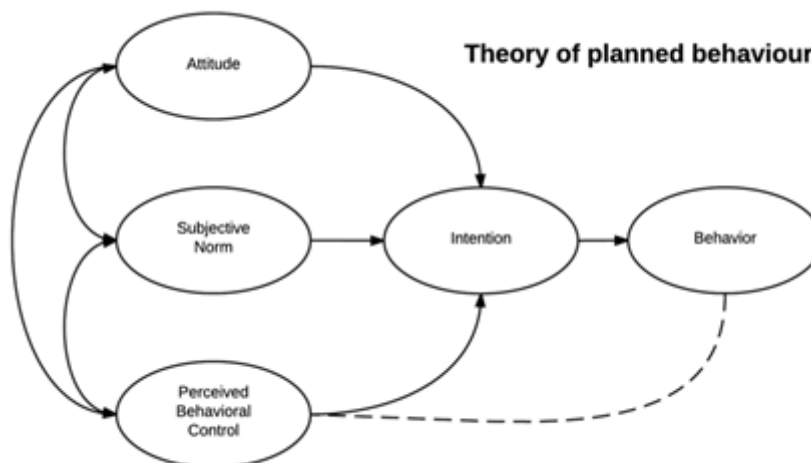 Theory of planned behaviour
Attitude
Subjective
Norm
Intention
Behavior
Perceived
Behavioral
Control